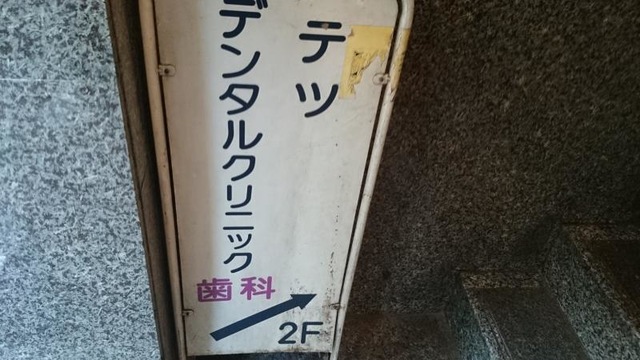 テツ
デンタルクリニック
歯科
2F